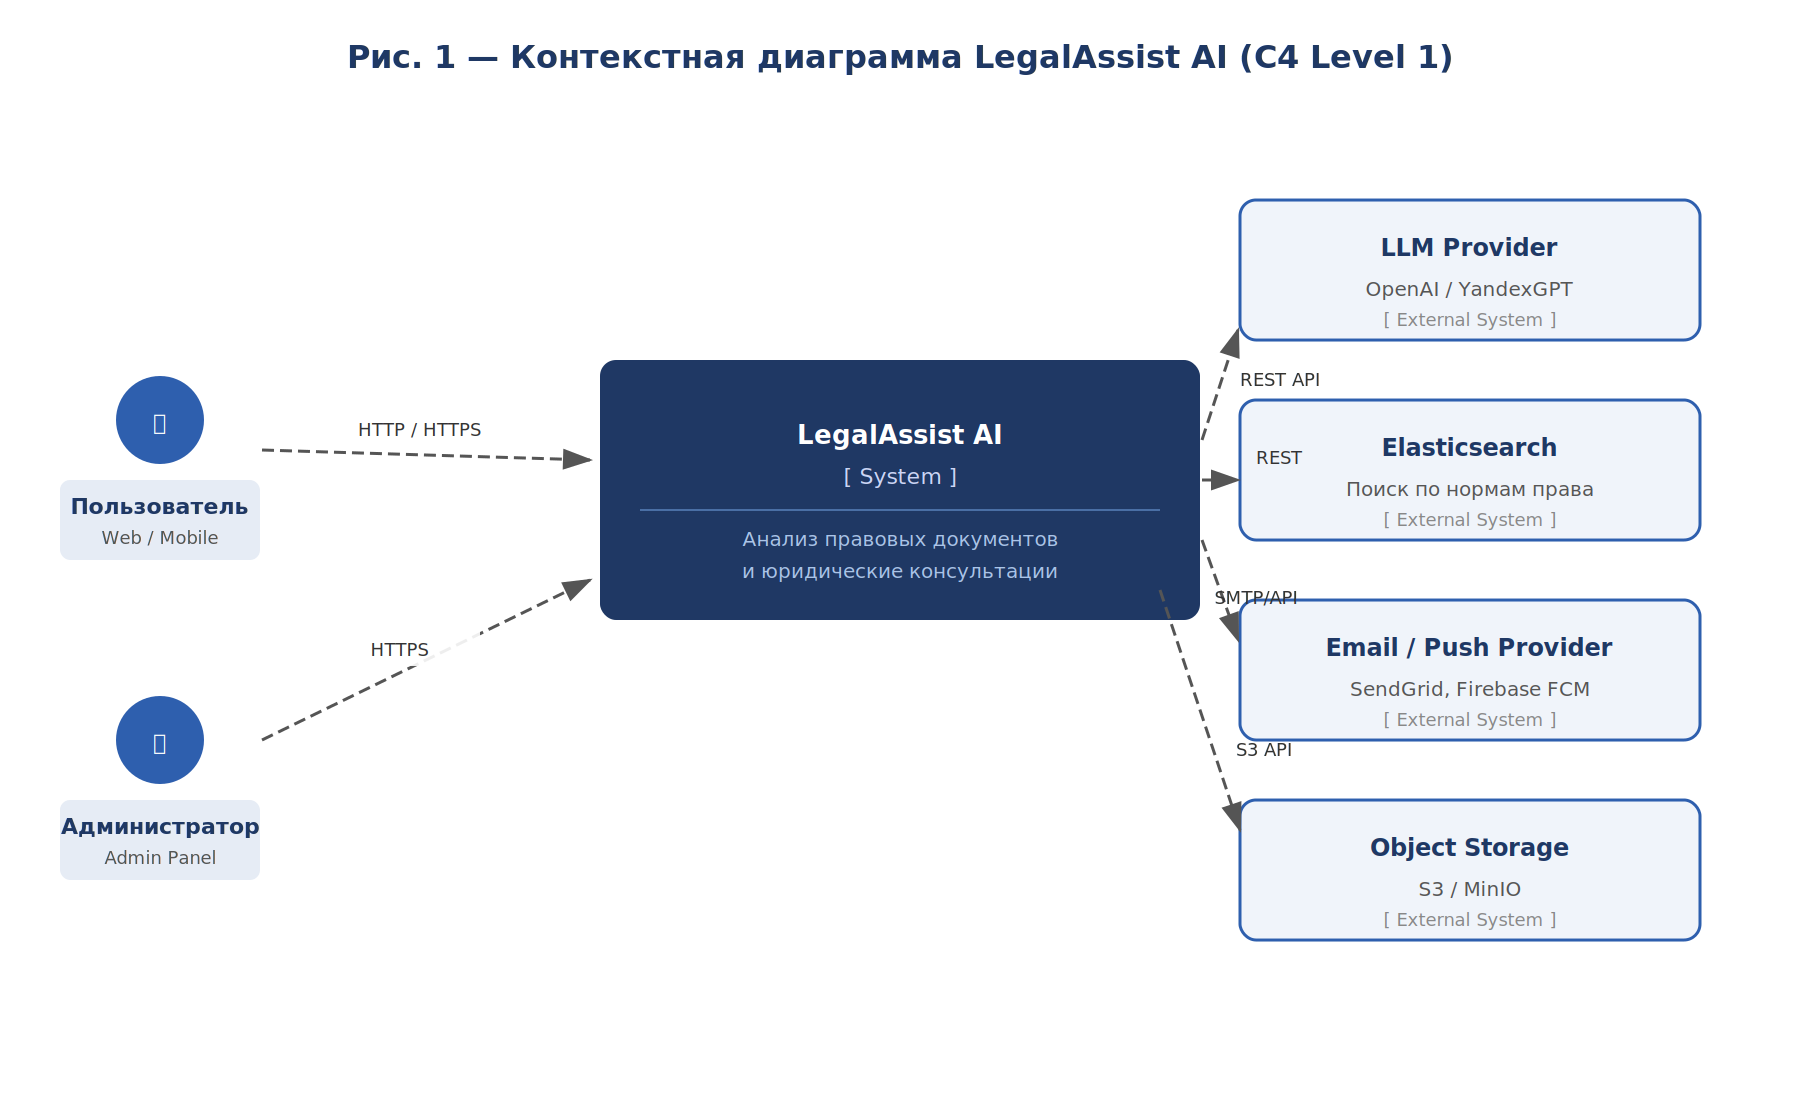 Рис. 1 — Контекстная диаграмма LegalAssist AI (C4 Level 1)
Пользователь
Web / Mobile
Администратор
Admin Panel
HTTP / HTTPS
HTTPS
LegalAssist AI
[ System ]
Анализ правовых документов
и юридические консультации
REST API
REST
SMTP/API
S3 API
LLM Provider
OpenAI / YandexGPT
[ External System ]
Elasticsearch
Поиск по нормам права
[ External System ]
Email / Push Provider
SendGrid, Firebase FCM
[ External System ]
Object Storage
S3 / MinIO
[ External System ]